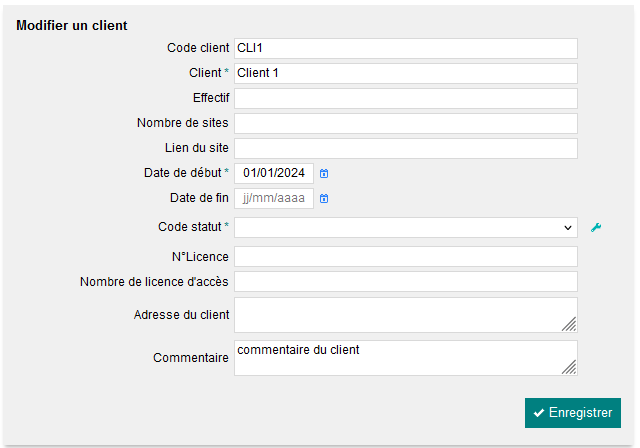 Modifier un client
Code client CLI1
Client * Client 1
Effectif
Nombre de sites
Lien du site
Date de début * 01/01/2024
Date de fin jj/mm/aaaa
Code statut *
N°Licence
Nombre de licence d'accès
Adresse du client
Commentaire commentaire du client
Enregistrer